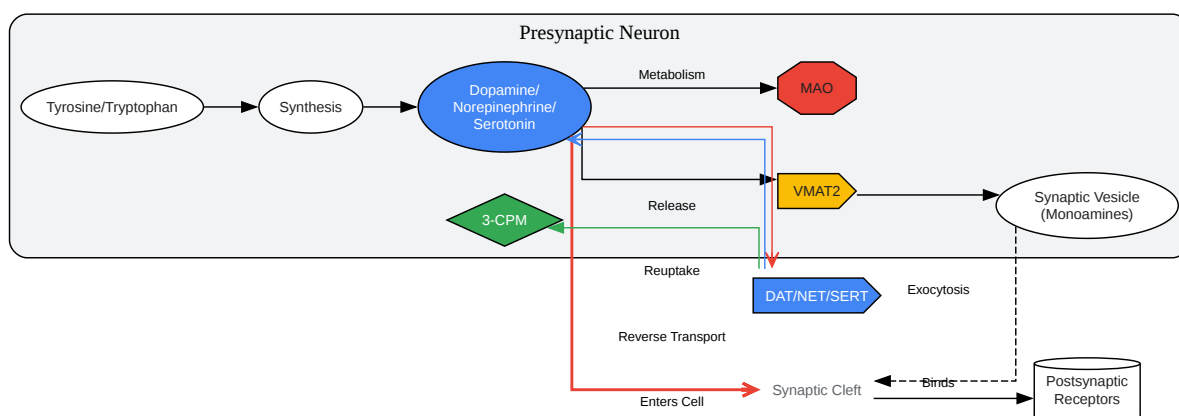 Presynaptic Neuron
Tyrosine/Tryptophan
Synthesis
Dopamine/
Norepinephrine/
Serotonin
Metabolism
MAO
VMAT2
Synaptic Vesicle
(Monoamines)
3-CPM
Release
Reuptake
DAT/NET/SERT
Exocytosis
Reverse Transport
Enters Cell
Synaptic Cleft
Binds
Postsynaptic
Receptors